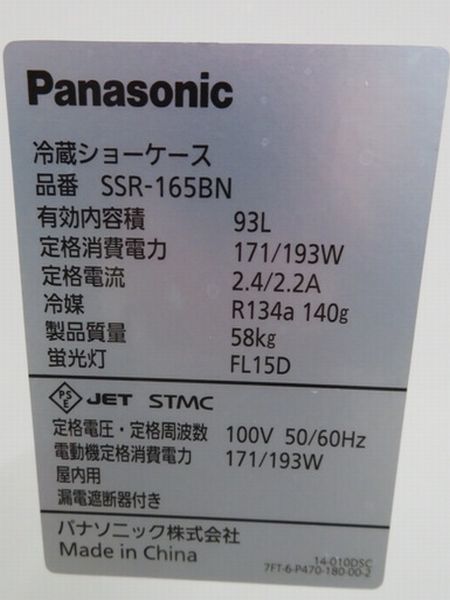 Panasonic
冷蔵ショーケース
品番 SSR-165BN
有効内容積 93L
定格消費電力 171/193W
定格電流 2.4/2.2A
冷媒 R134a 140g
製品質量 58kg
蛍光灯 FL15D
PSE JET STMC
定格電圧・定格周波数 100V 50/60Hz
電動機定格消費電力 171/193W
屋内用
漏電遮断器付き
パナソニック株式会社
Made in China
14-010DSC
7FT-6-P470-180-00-2